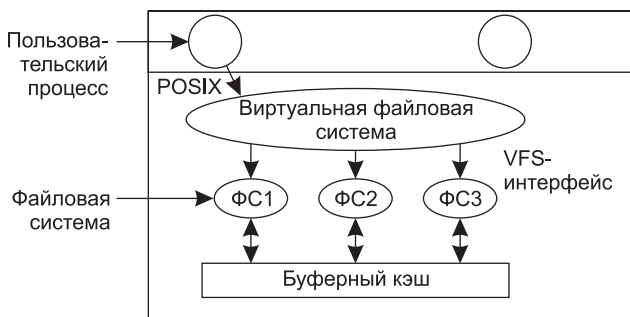 Пользова-
тельский
процесс
POSIX
Виртуальная файловая
система
VFS-
интерфейс
Файловая
система
ФС1
ФС2
ФС3
Буферный кэш